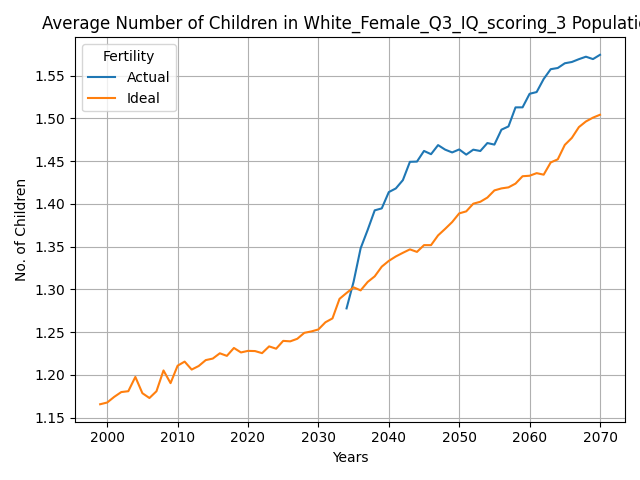 Average Number of Children in White_Female_Q3_IQ_scoring_3 Populatio
Fertility
Actual
Ideal
1.55
1.50
1.45
1.40
1.35
1.30
1.25
1.20
1.15
No. of Children
2000 2010 2020 2030 2040 2050 2060 2070
Years